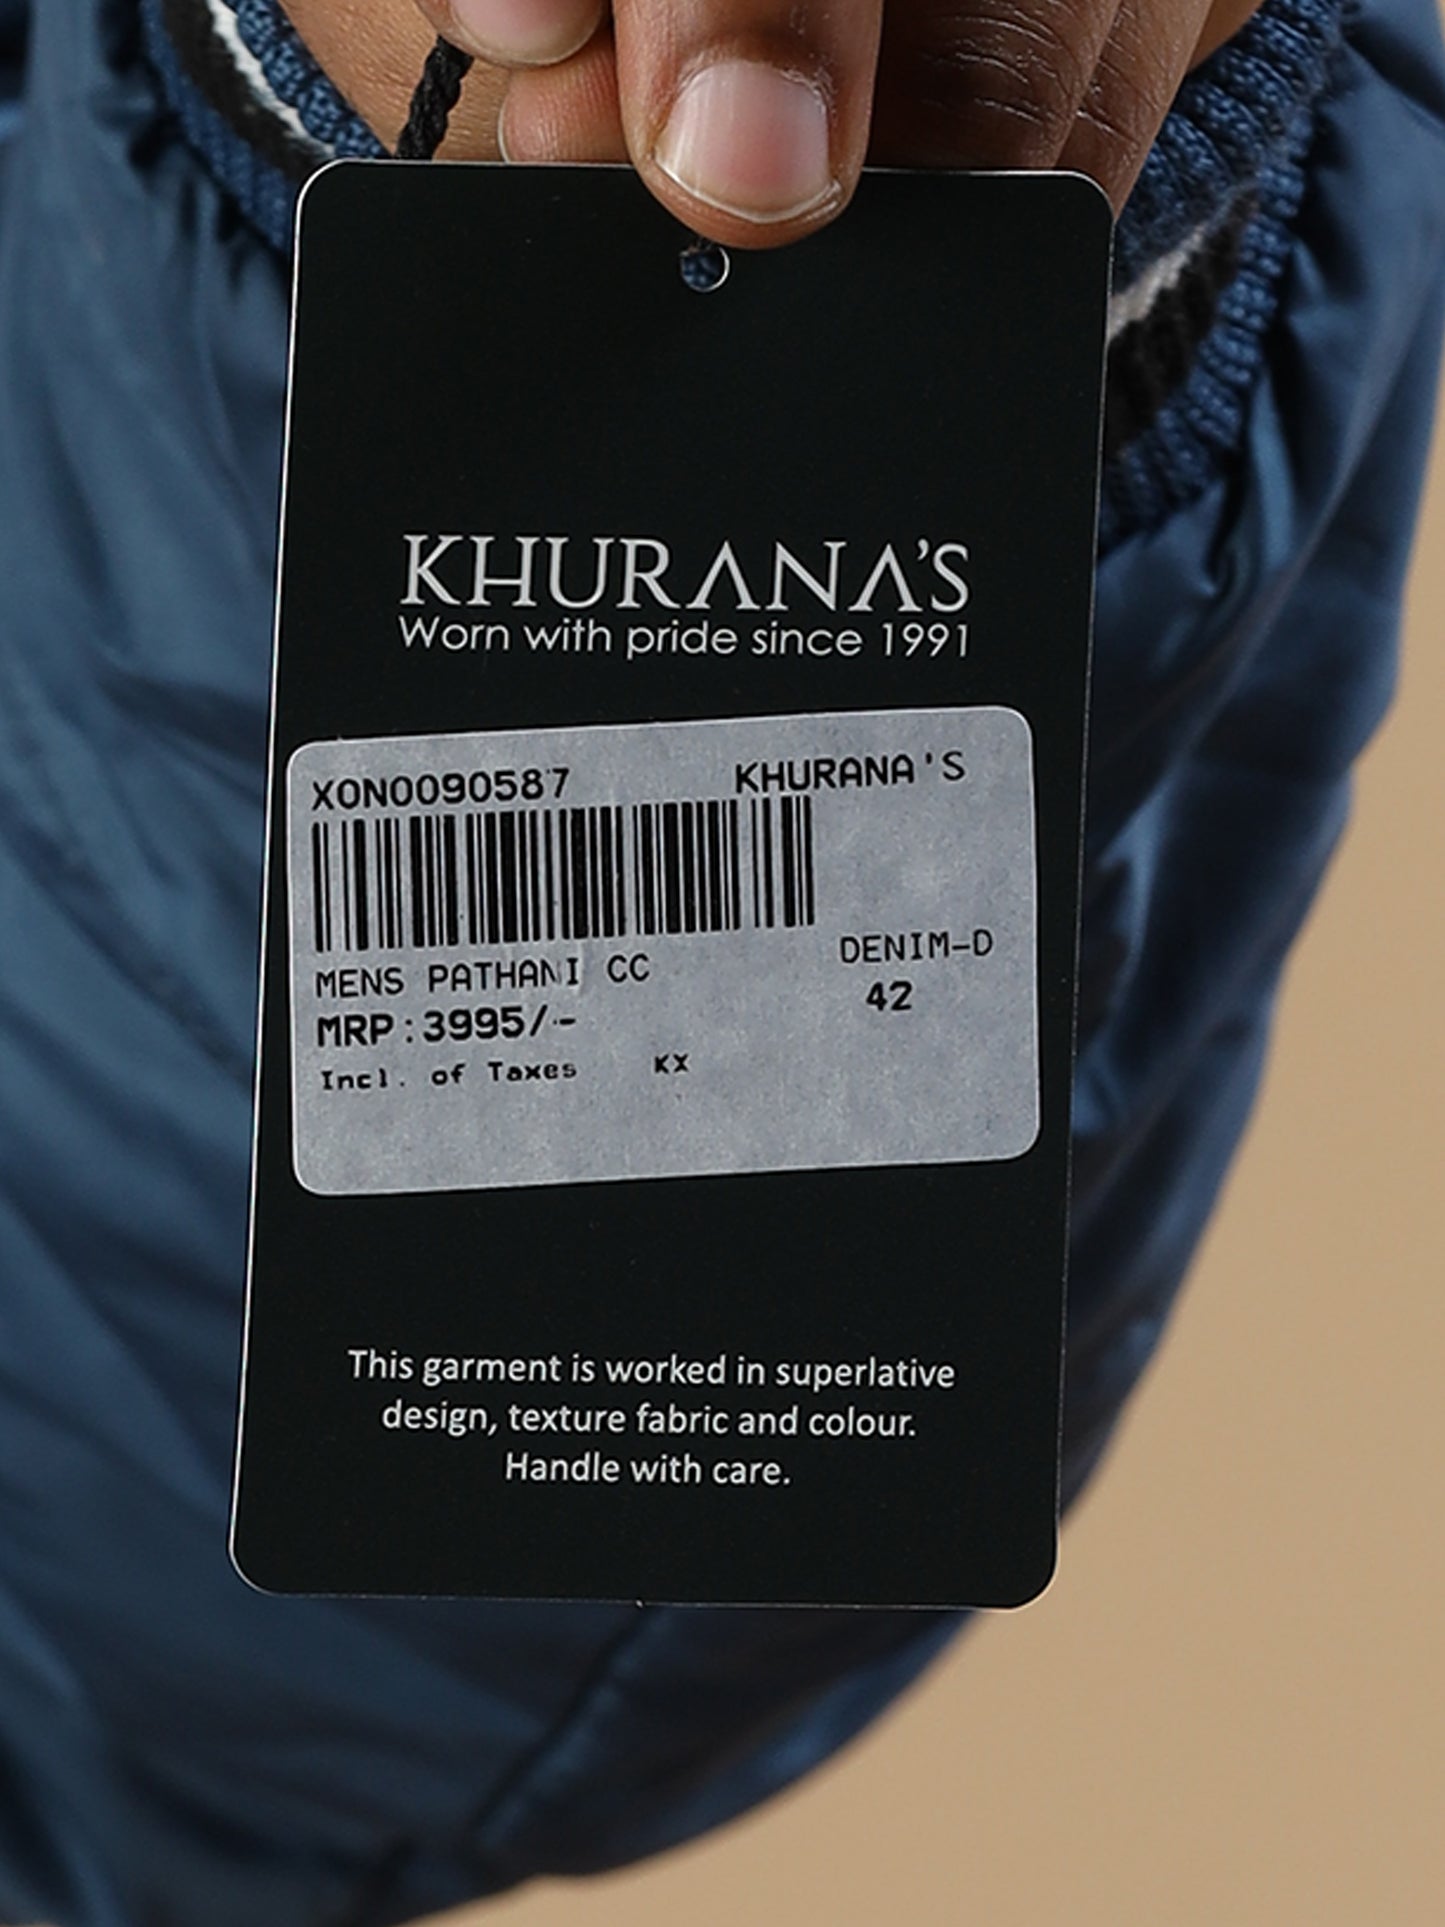 KHURANA'S
Worn with pride since 1991
XON0090587 KHURANA'S
MENS PATHANI CC DENIM-D
MRP:3995/- 42
Incl. of Taxes KX
This garment is worked in superlative
design, texture fabric and colour.
Handle with care.